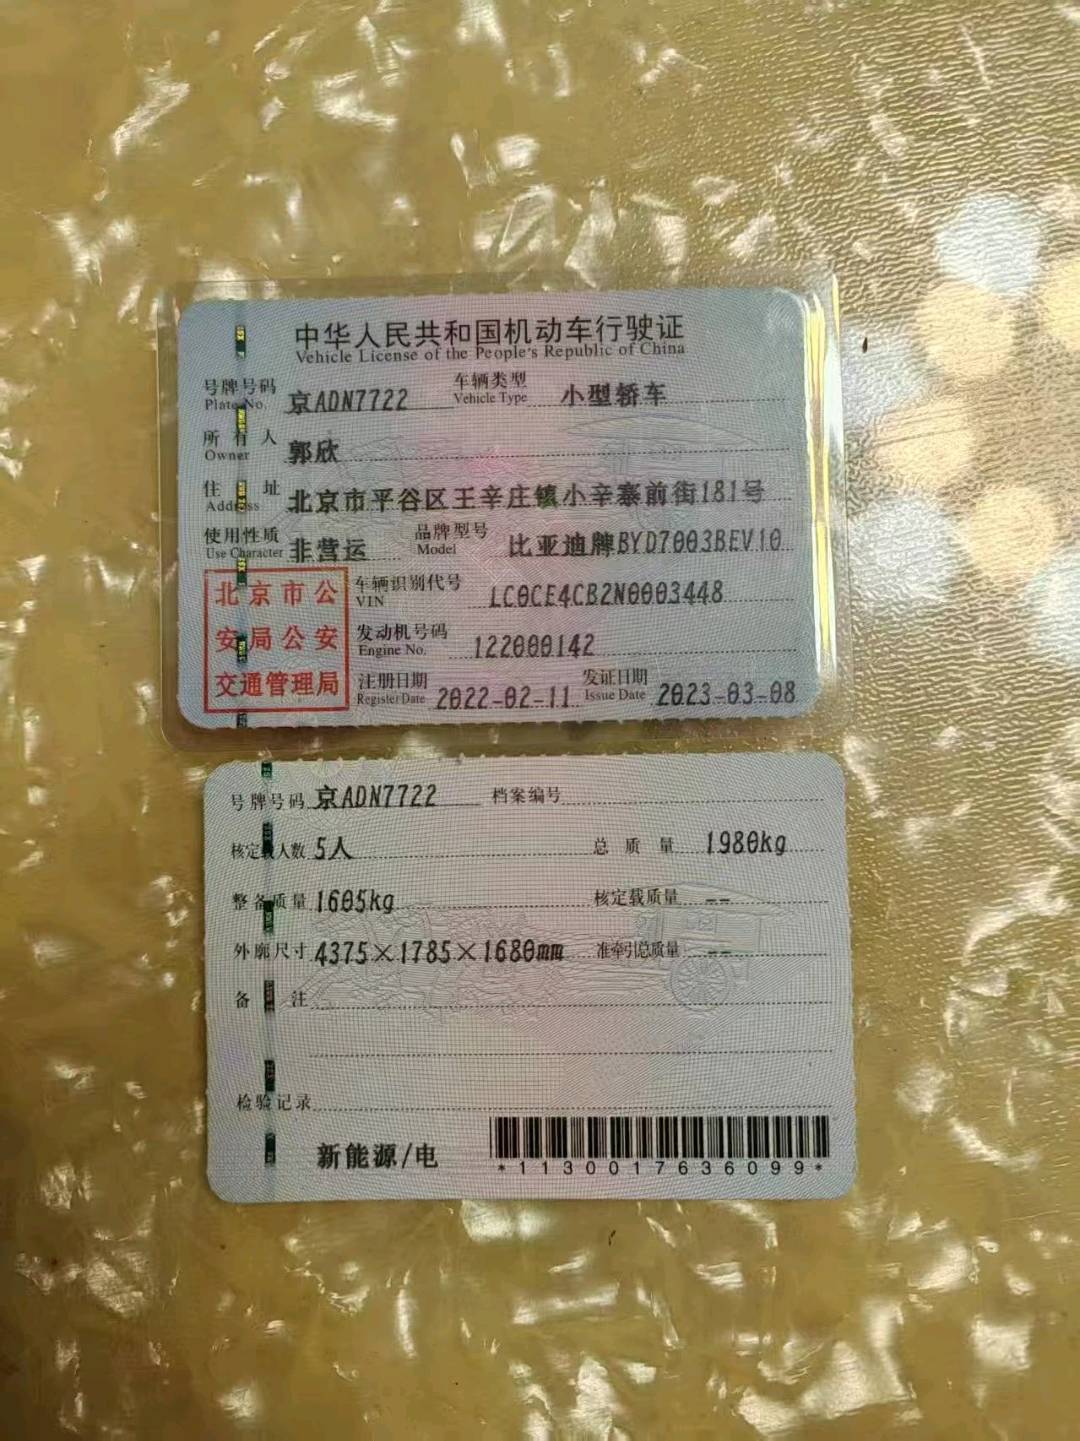 中华人民共和国机动车行驶证
Vehicle License of the People's Republic of China
号牌号码 Plate No. 京ADN7722 车辆类型 Vehicle Type 小型轿车
所有人 Owner 郭欣
住址 Address 北京市平谷区王辛庄镇小辛寨前街181号
使用性质 Use Character 非营运 品牌型号 Model 比亚迪牌BYD7003BEV10
北京市公安局公安交通管理局
车辆识别代号 VIN LC0CE4CB2N0003448
发动机号码 Engine No. 122000142
注册日期 Register Date 2022-02-11 发证日期 Issue Date 2023-03-08
号牌号码 京ADN7722 档案编号
核定载人数 5人 总质量 1980kg
整备质量 1605kg 核定载质量 --
外廓尺寸 4375×1785×1680mm 准牵引总质量 --
备注
检验记录
新能源/电
*1130017636099*